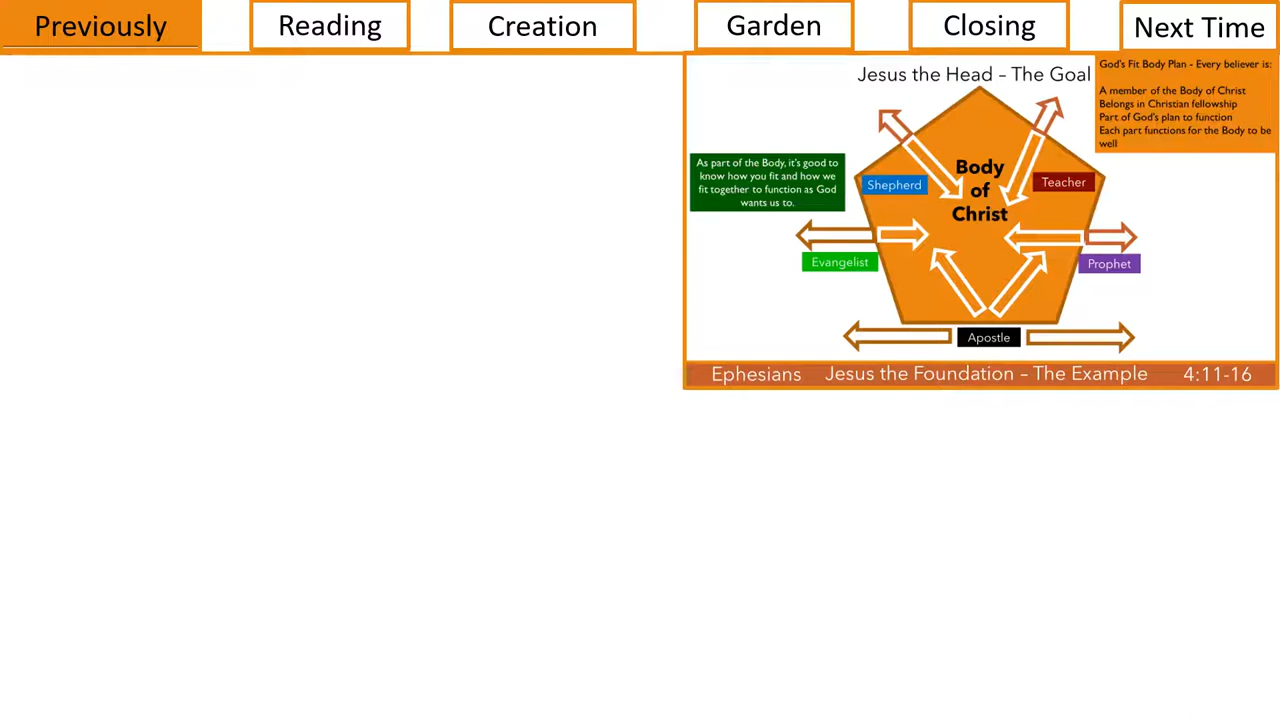 Previously
Reading
Creation
Garden
Closing
Next Time
Jesus the Head – The Goal
God's Fit Body Plan - Every believer is:
A member of the Body of Christ
Belongs in Christian fellowship
Part of God's plan to function
Each part functions for the Body to be
well
As part of the Body, it's good to
know how you fit and how we
fit together to function as God
wants us to.
Body
of
Christ
Shepherd
Teacher
Evangelist
Prophet
Apostle
Ephesians
Jesus the Foundation – The Example
4:11-16